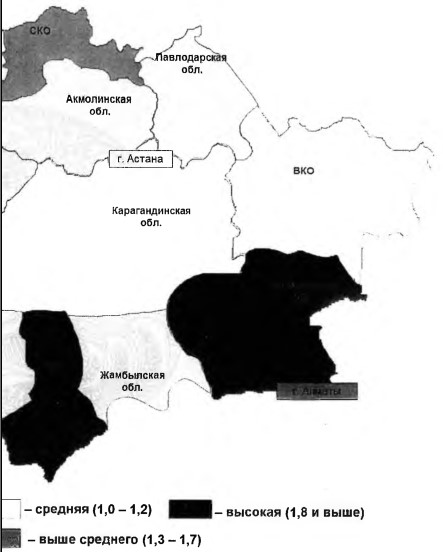 СКО
Павлодарская
обл.
Акмолинская
обл.
г. Астана
ВКО
Карагандинская
обл.
Жамбылская
обл.
г. Алматы
– средняя (1,0 – 1,2)
– высокая (1,8 и выше)
– выше среднего (1,3 – 1,7)